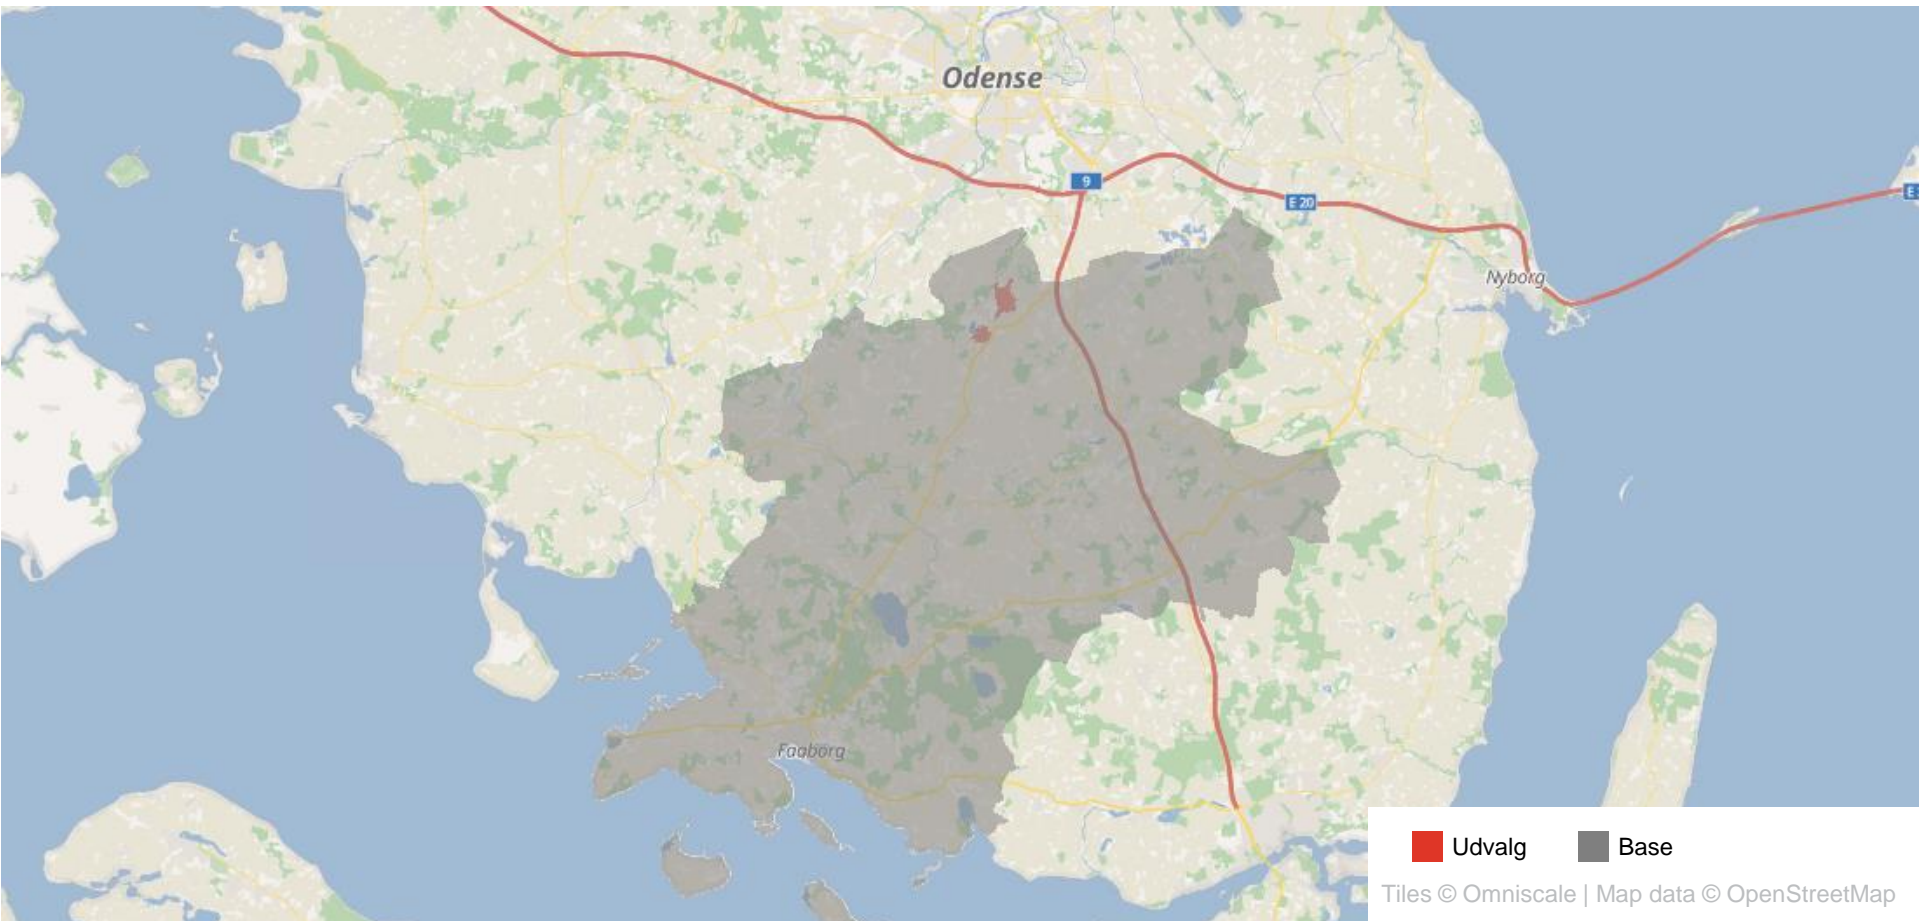 Odense
9
E 20
E
Nyborg
Faaborg
Udvalg
Base
Tiles © Omniscale | Map data © OpenStreetMap